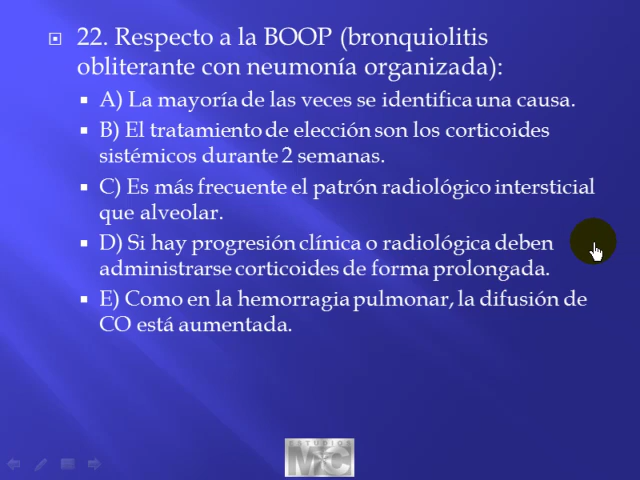 22. Respecto a la BOOP (bronquiolitis
obliterante con neumonía organizada):
A) La mayoría de las veces se identifica una causa.
B) El tratamiento de elección son los corticoides
sistémicos durante 2 semanas.
C) Es más frecuente el patrón radiológico intersticial
que alveolar.
D) Si hay progresión clínica o radiológica deben
administrarse corticoides de forma prolongada.
E) Como en la hemorragia pulmonar, la difusión de
CO está aumentada.
ESTUDIOS
MC